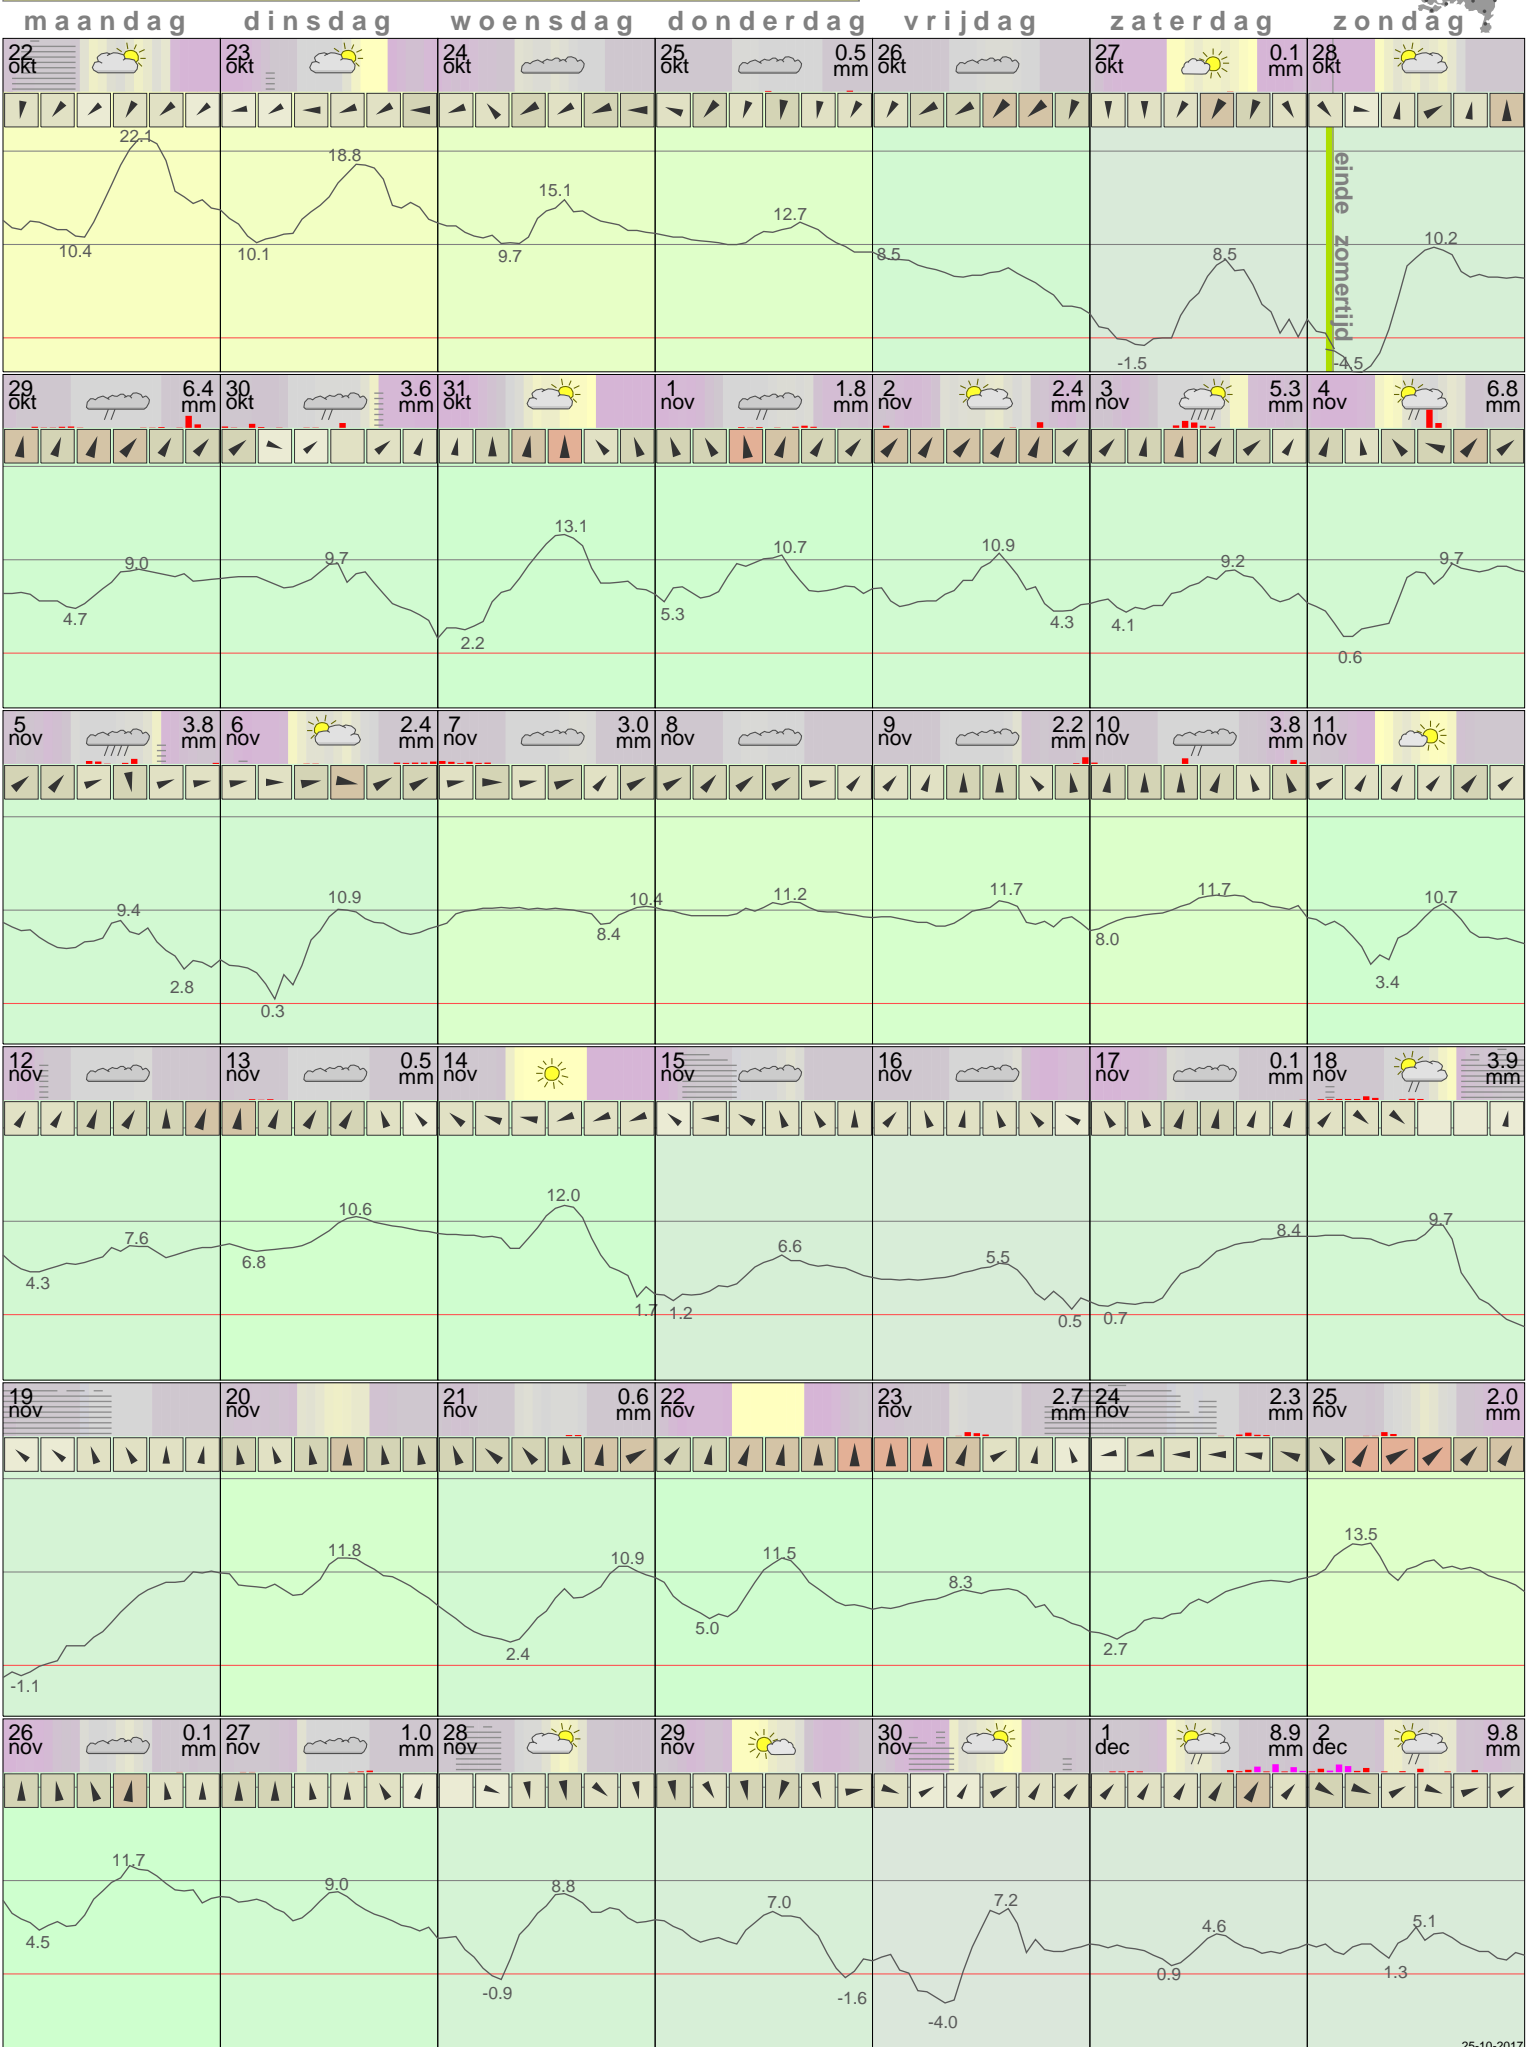 maandag dinsdag woensdag donderdag vrijdag zaterdag zondag
22 okt 23 okt 24 okt 25 okt 0.5 mm 26 okt 27 okt 0.1 mm 28 okt
22.1 10.4 18.8 10.1 15.1 9.7 12.7 8.5 8.5 -1.5 10.2 -4.5
einde zomertijd
29 okt 6.4 mm 30 okt 3.6 mm 31 okt 1 nov 1.8 mm 2 nov 2.4 mm 3 nov 5.3 mm 4 nov 6.8 mm
9.0 4.7 9.7 13.1 2.2 10.7 5.3 10.9 4.3 9.2 4.1 9.7 0.6
5 nov 3.8 mm 6 nov 2.4 mm 7 nov 3.0 mm 8 nov 9 nov 2.2 mm 10 nov 3.8 mm 11 nov
9.4 2.8 10.9 0.3 10.4 8.4 11.2 11.7 11.7 8.0 10.7 3.4
12 nov 13 nov 0.5 mm 14 nov 15 nov 16 nov 17 nov 0.1 mm 18 nov 3.9 mm
7.6 4.3 10.6 6.8 12.0 1.7 6.6 1.2 5.5 0.5 8.4 0.7 9.7
19 nov 20 nov 21 nov 0.6 mm 22 nov 23 nov 2.7 mm 24 nov 2.3 mm 25 nov 2.0 mm
-1.1 11.8 10.9 2.4 11.5 5.0 8.3 2.7 13.5
26 nov 0.1 mm 27 nov 1.0 mm 28 nov 29 nov 30 nov 1 dec 8.9 mm 2 dec 9.8 mm
11.7 4.5 9.0 8.8 -0.9 7.0 -1.6 7.2 -4.0 4.6 0.9 5.1 1.3
25-10-2017